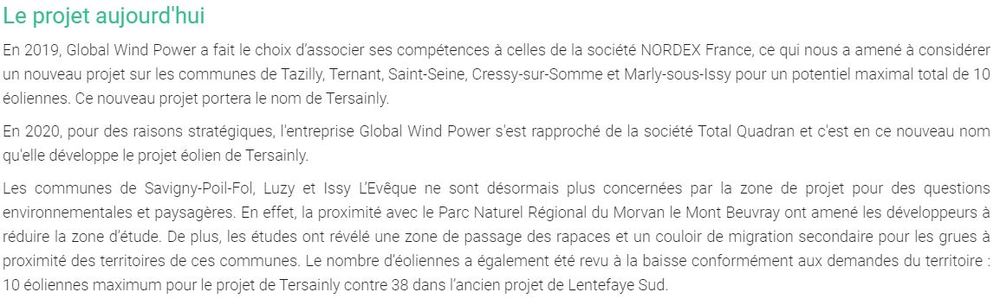 Le projet aujourd'hui
En 2019, Global Wind Power a fait le choix d’associer ses compétences à celles de la société NORDEX France, ce qui nous a amené à considérer
un nouveau projet sur les communes de Tazilly, Ternant, Saint-Seine, Cressy-sur-Somme et Marly-sous-Issy pour un potentiel maximal total de 10
éoliennes. Ce nouveau projet portera le nom de Tersainly.
En 2020, pour des raisons stratégiques, l'entreprise Global Wind Power s'est rapproché de la société Total Quadran et c'est en ce nouveau nom
qu'elle développe le projet éolien de Tersainly.
Les communes de Savigny-Poil-Fol, Luzy et Issy L’Evêque ne sont désormais plus concernées par la zone de projet pour des questions
environnementales et paysagères. En effet, la proximité avec le Parc Naturel Régional du Morvan le Mont Beuvray ont amené les développeurs à
réduire la zone d’étude. De plus, les études ont révélé une zone de passage des rapaces et un couloir de migration secondaire pour les grues à
proximité des territoires de ces communes. Le nombre d’éoliennes a également été revu à la baisse conformément aux demandes du territoire :
10 éoliennes maximum pour le projet de Tersainly contre 38 dans l’ancien projet de Lentefaye Sud.